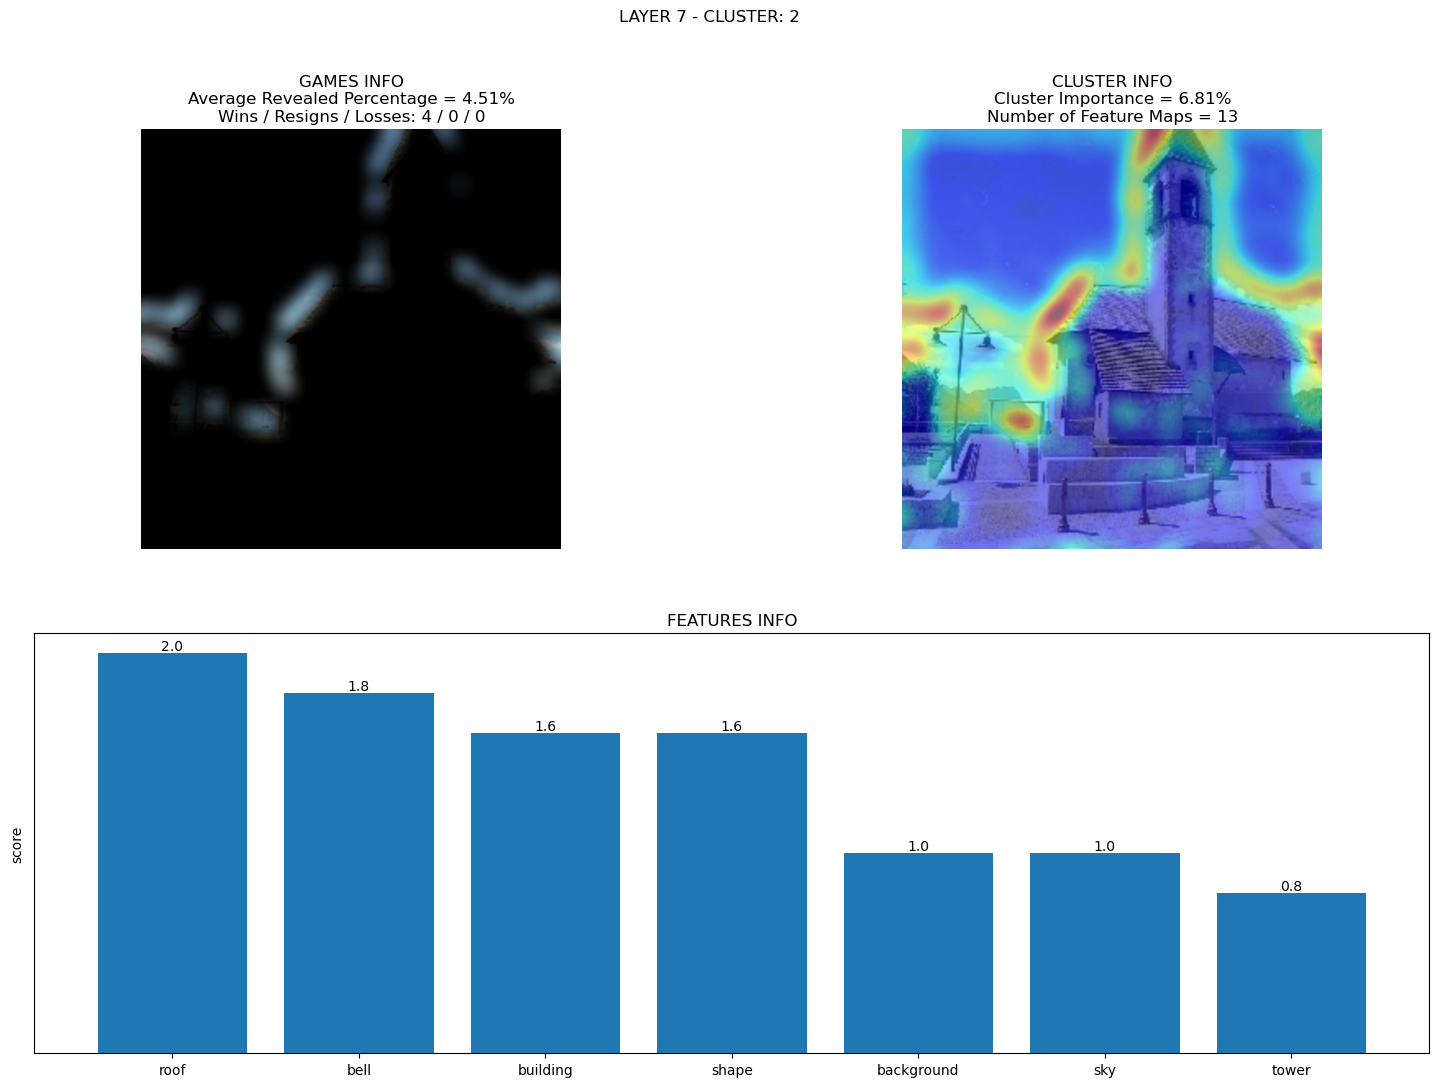 LAYER 7 - CLUSTER: 2
GAMES INFO
Average Revealed Percentage = 4.51%
Wins / Resigns / Losses: 4 / 0 / 0
CLUSTER INFO
Cluster Importance = 6.81%
Number of Feature Maps = 13
FEATURES INFO
score
2.0
1.8
1.6
1.6
1.0
1.0
0.8
roof
bell
building
shape
background
sky
tower